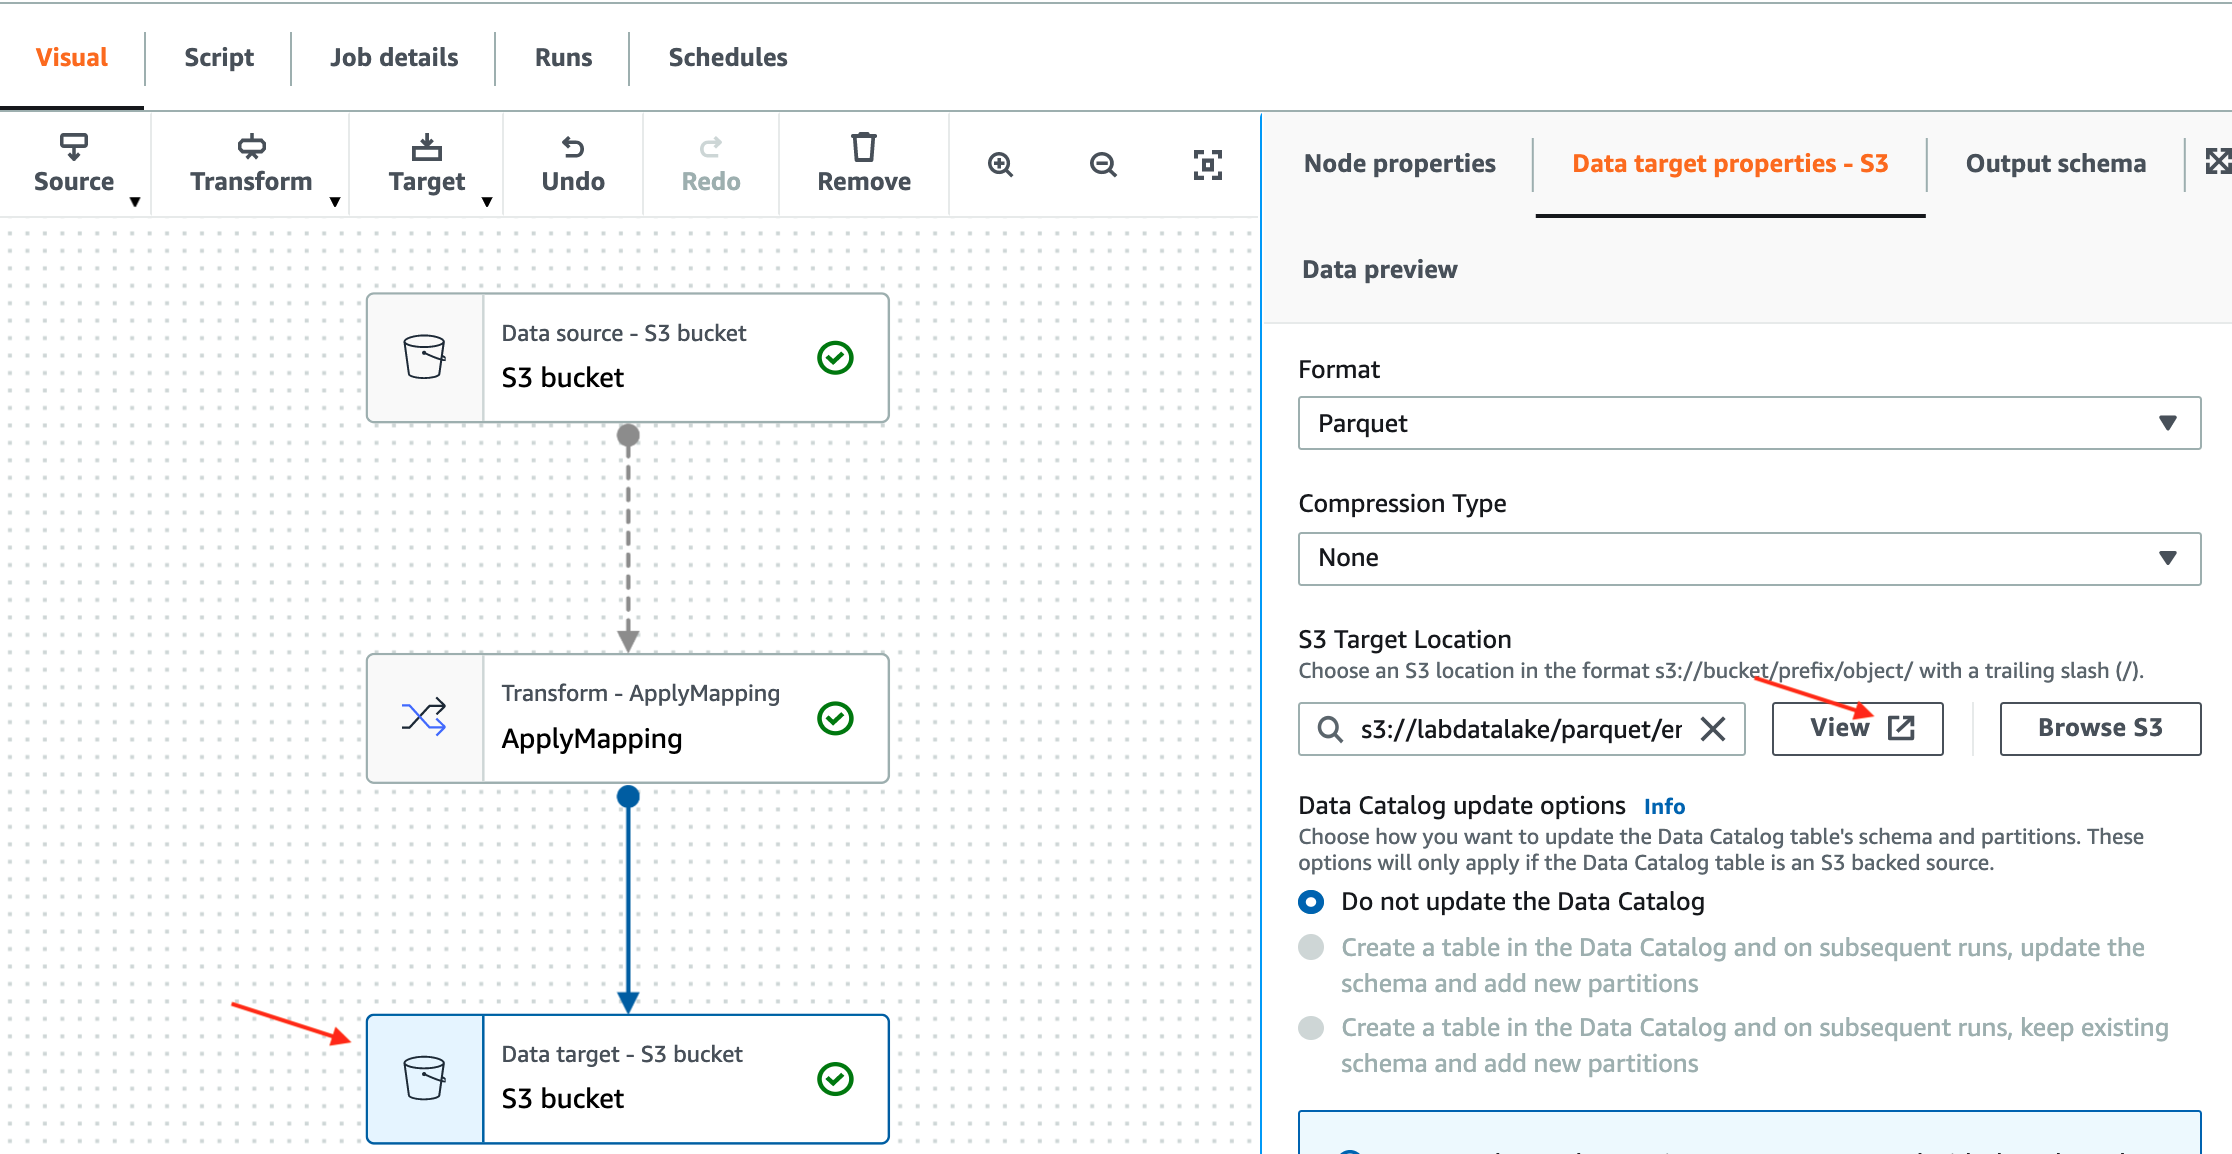 Visual
Script
Job details
Runs
Schedules
Source
Transform
Target
Undo
Redo
Remove
Node properties
Data target properties - S3
Output schema
Data preview
Data source - S3 bucket
S3 bucket
Transform - ApplyMapping
ApplyMapping
Data target - S3 bucket
S3 bucket
Format
Parquet
Compression Type
None
S3 Target Location
Choose an S3 location in the format s3://bucket/prefix/object/ with a trailing slash (/).
s3://labdatalake/parquet/er
View
Browse S3
Data Catalog update options Info
Choose how you want to update the Data Catalog table's schema and partitions. These
options will only apply if the Data Catalog table is an S3 backed source.
Do not update the Data Catalog
Create a table in the Data Catalog and on subsequent runs, update the
schema and add new partitions
Create a table in the Data Catalog and on subsequent runs, keep existing
schema and add new partitions